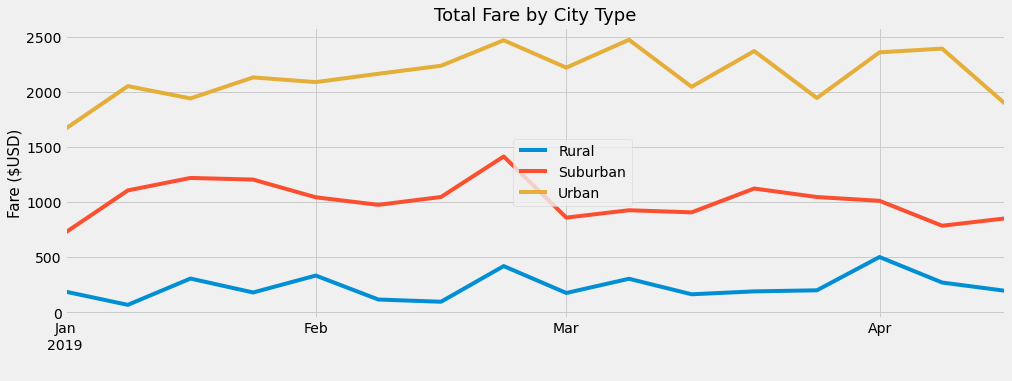 Total Fare by City Type
Fare ($USD)
2500
2000
1500
1000
500
0
Rural
Suburban
Urban
Jan Feb Mar Apr
2019